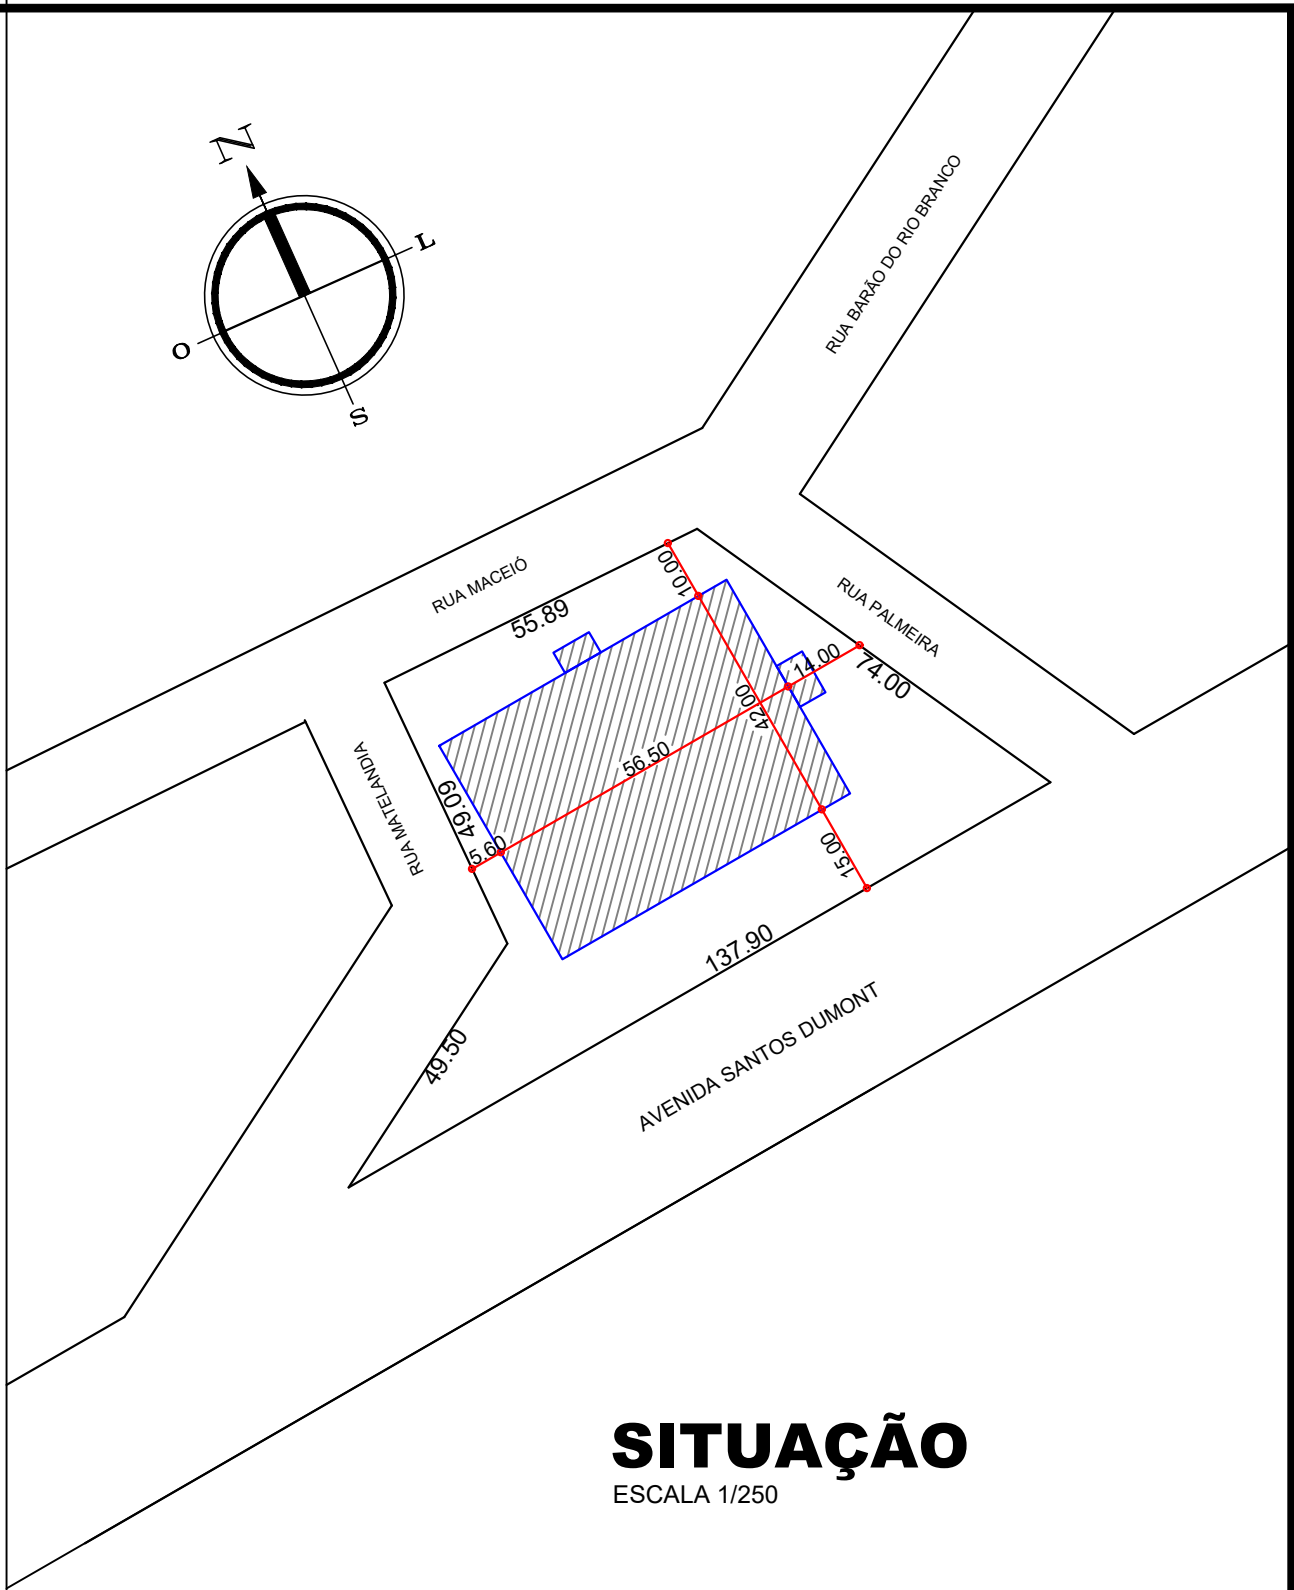 N
L
O
S
RUA BARÃO DO RIO BRANCO
RUA MACEIÓ
55.89
10.00
RUA PALMEIRA
14.00
74.00
42.00
56.50
RUA MATELANDIA
49.09
5.60
15.00
137.90
49.50
AVENIDA SANTOS DUMONT
SITUAÇÃO
ESCALA 1/250